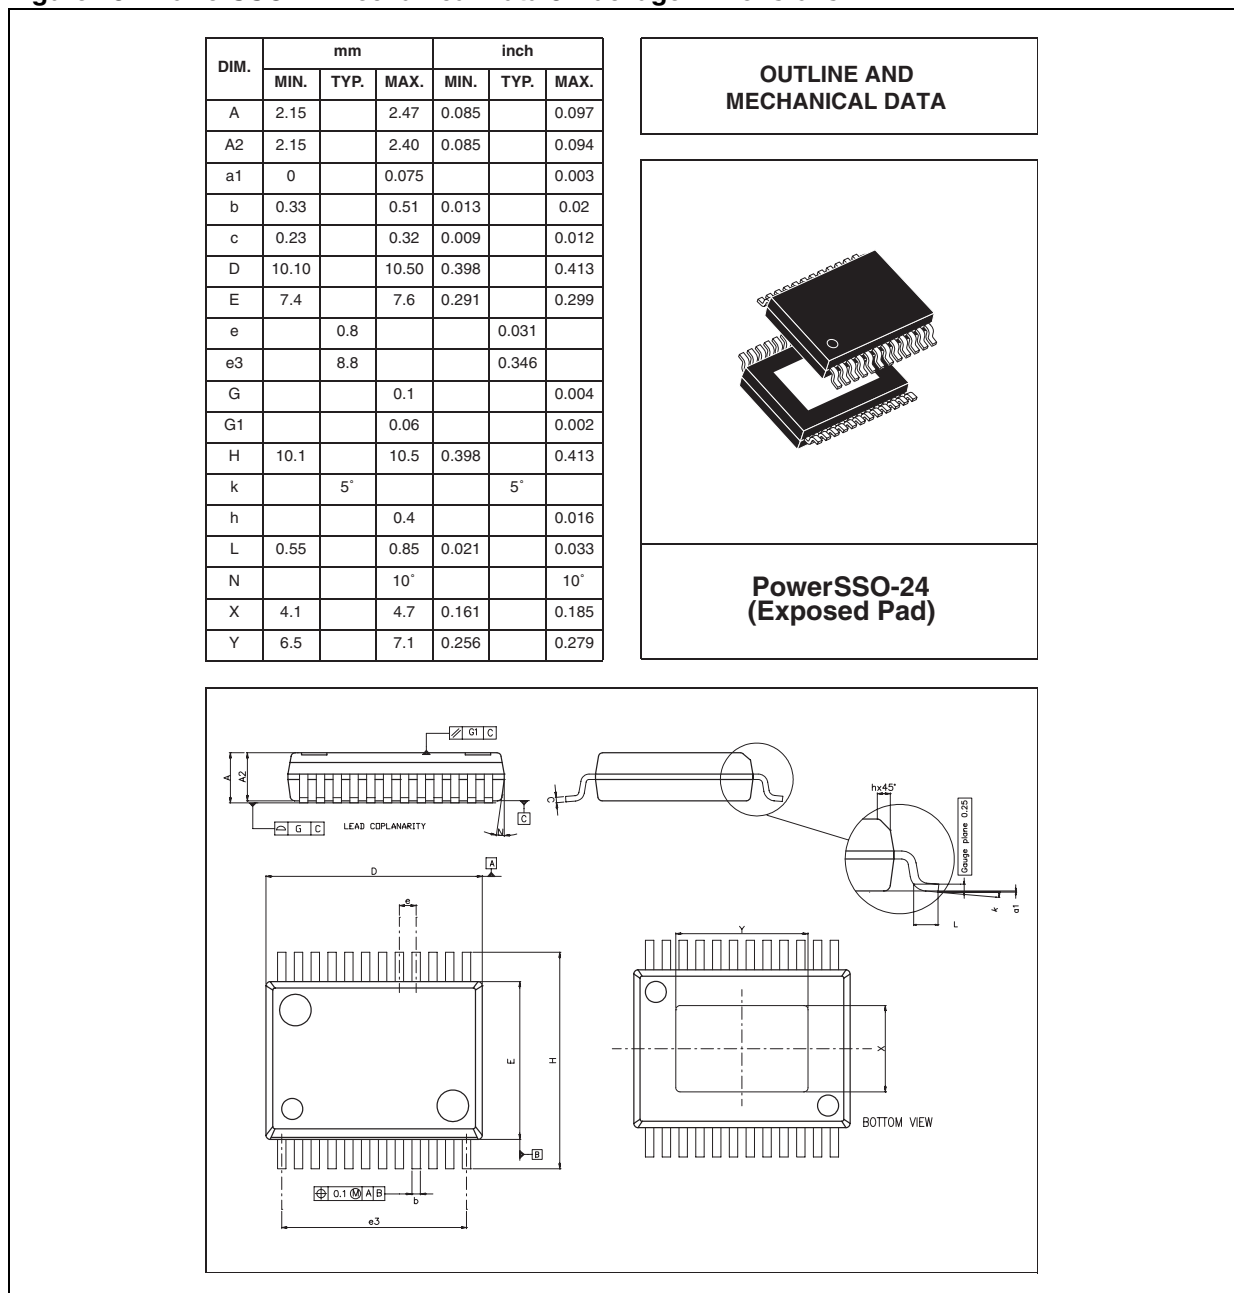 DIM. mm inch
MIN. TYP. MAX. MIN. TYP. MAX.
A 2.15 2.47 0.085 0.097
A2 2.15 2.40 0.085 0.094
a1 0 0.075 0.003
b 0.33 0.51 0.013 0.02
c 0.23 0.32 0.009 0.012
D 10.10 10.50 0.398 0.413
E 7.4 7.6 0.291 0.299
e 0.8 0.031
e3 8.8 0.346
G 0.1 0.004
G1 0.06 0.002
H 10.1 10.5 0.398 0.413
k 5° 5°
h 0.4 0.016
L 0.55 0.85 0.021 0.033
N 10° 10°
X 4.1 4.7 0.161 0.185
Y 6.5 7.1 0.256 0.279
OUTLINE AND
MECHANICAL DATA
PowerSSO-24
(Exposed Pad)
G1 C
A
A2
G C
LEAD COPLANARITY
N
C
C
hx45°
Gauge plane 0.25
L
k
a1
D
A
e
E
H
B
0.1 M A B
b
e3
Y
X
BOTTOM VIEW